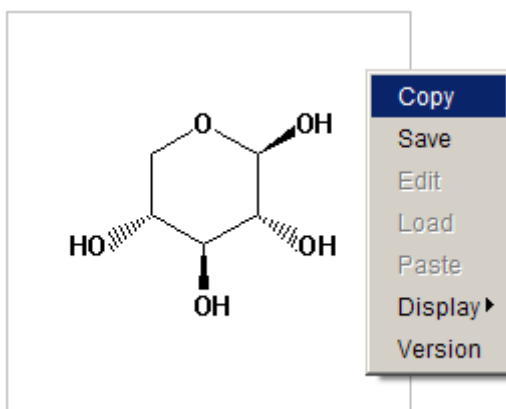 O
OH
HO
OH
OH
Copy
Save
Edit
Load
Paste
Display
Version